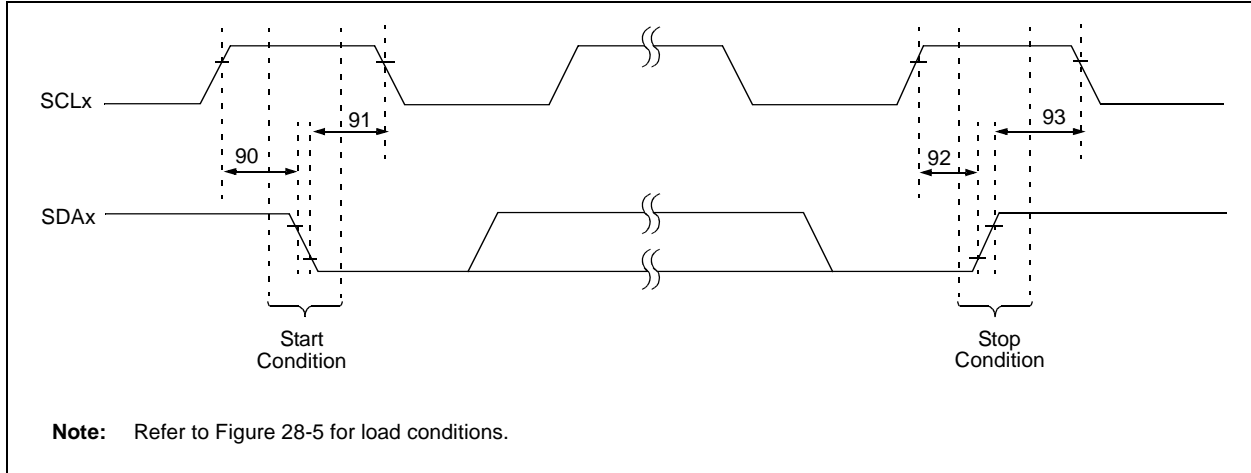 SCLx
91
93
90
92
SDAx
Start
Condition
Stop
Condition
Note: Refer to Figure 28-5 for load conditions.